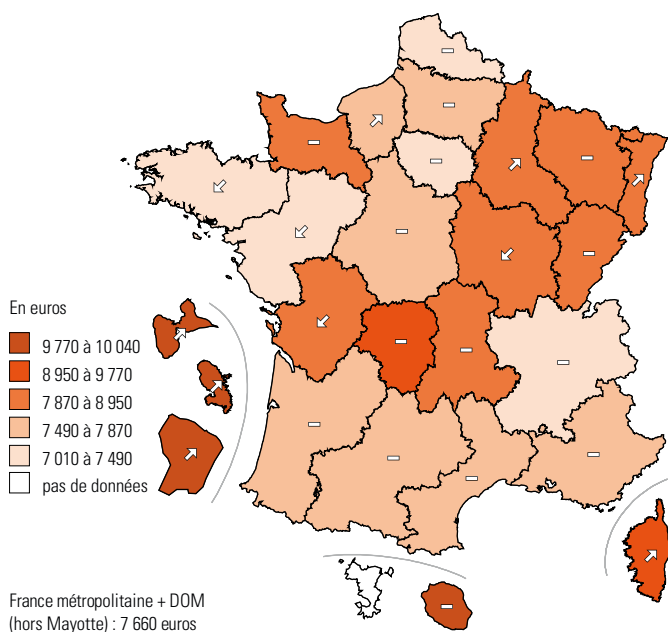 En euros
9 770 à 10 040
8 950 à 9 770
7 870 à 8 950
7 490 à 7 870
7 010 à 7 490
pas de données
France métropolitaine + DOM
(hors Mayotte) : 7 660 euros